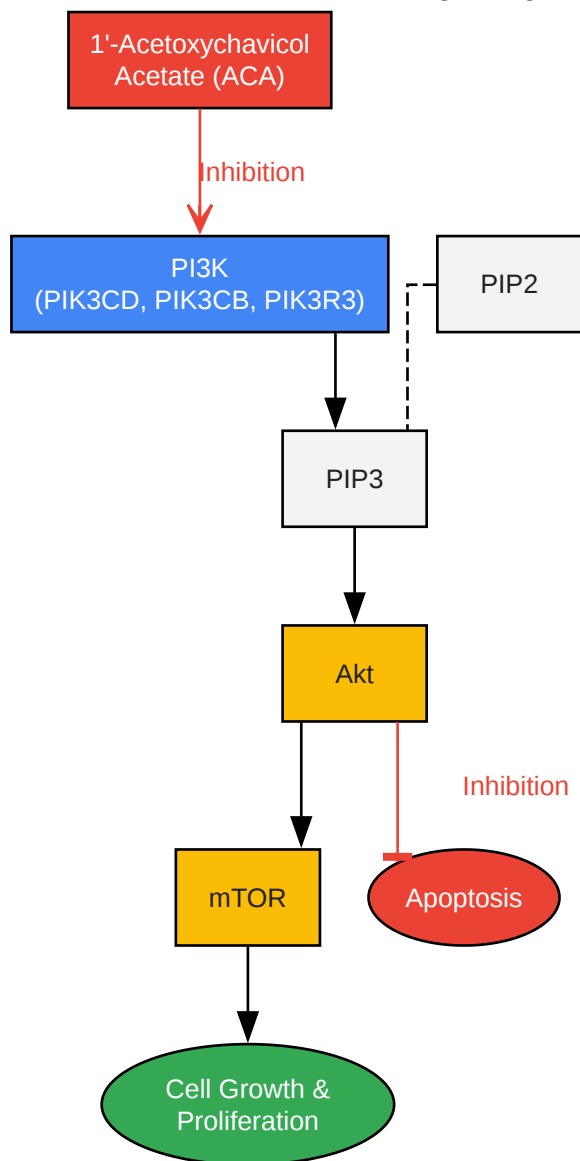 1'-Acetoxychavicol
Acetate (ACA)
Inhibition
PI3K
(PIK3CD, PIK3CB, PIK3R3)
PIP2
PIP3
Akt
Inhibition
mTOR
Apoptosis
Cell Growth &
Proliferation